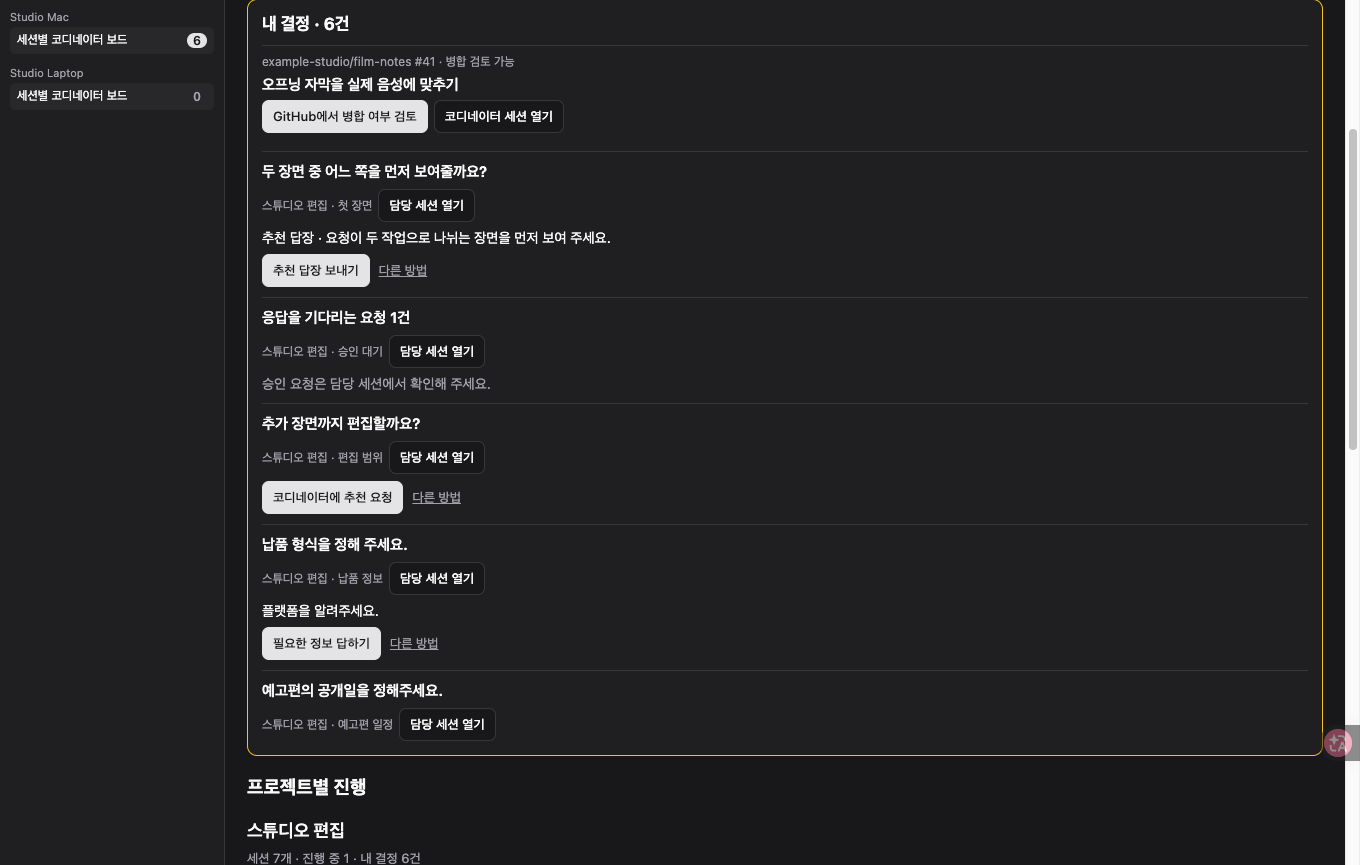 Studio Mac
세션별 코디네이터 보드 6
Studio Laptop
세션별 코디네이터 보드 0
내 결정 · 6건
example-studio/film-notes #41 · 병합 검토 가능
오프닝 자막을 실제 음성에 맞추기
GitHub에서 병합 여부 검토 코디네이터 세션 열기
두 장면 중 어느 쪽을 먼저 보여줄까요?
스튜디오 편집 · 첫 장면 담당 세션 열기
추천 답장 · 요청이 두 작업으로 나뉘는 장면을 먼저 보여 주세요.
추천 답장 보내기 다른 방법
응답을 기다리는 요청 1건
스튜디오 편집 · 승인 대기 담당 세션 열기
승인 요청은 담당 세션에서 확인해 주세요.
추가 장면까지 편집할까요?
스튜디오 편집 · 편집 범위 담당 세션 열기
코디네이터에 추천 요청 다른 방법
납품 형식을 정해 주세요.
스튜디오 편집 · 납품 정보 담당 세션 열기
플랫폼을 알려주세요.
필요한 정보 답하기 다른 방법
예고편의 공개일을 정해주세요.
스튜디오 편집 · 예고편 일정 담당 세션 열기
프로젝트별 진행
스튜디오 편집
세션 7개 · 진행 중 1 · 내 결정 6건